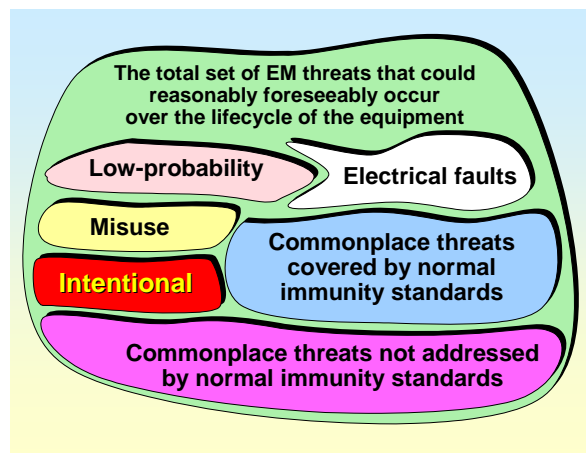 The total set of EM threats that could
reasonably foreseeably occur
over the lifecycle of the equipment
Low-probability
Electrical faults
Misuse
Commonplace threats
covered by normal
immunity standards
Intentional
Commonplace threats not addressed
by normal immunity standards